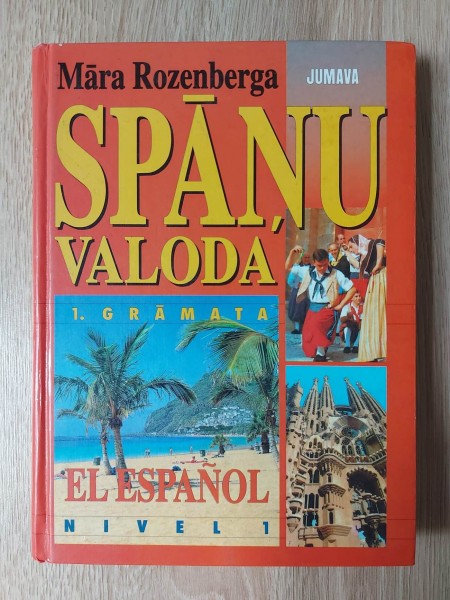 Māra Rozenberga
JUMAVA
SPĀŅU
VALODA
1. GRĀMATA
EL ESPAÑOL
NIVEL 1